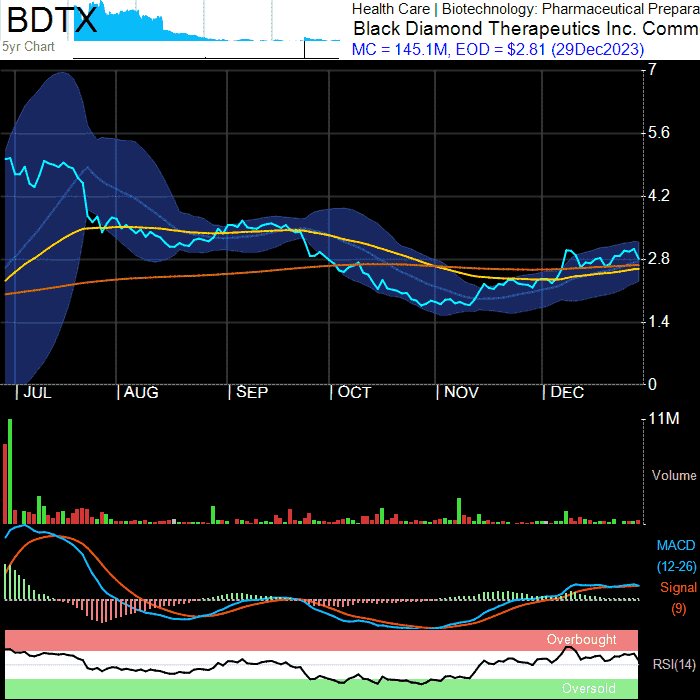 BDTX
5yr Chart
Health Care | Biotechnology: Pharmaceutical Prepara
Black Diamond Therapeutics Inc. Comm
MC = 145.1M, EOD = $2.81 (29Dec2023)
7
5.6
4.2
2.8
1.4
0
JUL AUG SEP OCT NOV DEC
11M
Volume
MACD
(12-26)
Signal
(9)
Overbought
RSI(14)
Oversold